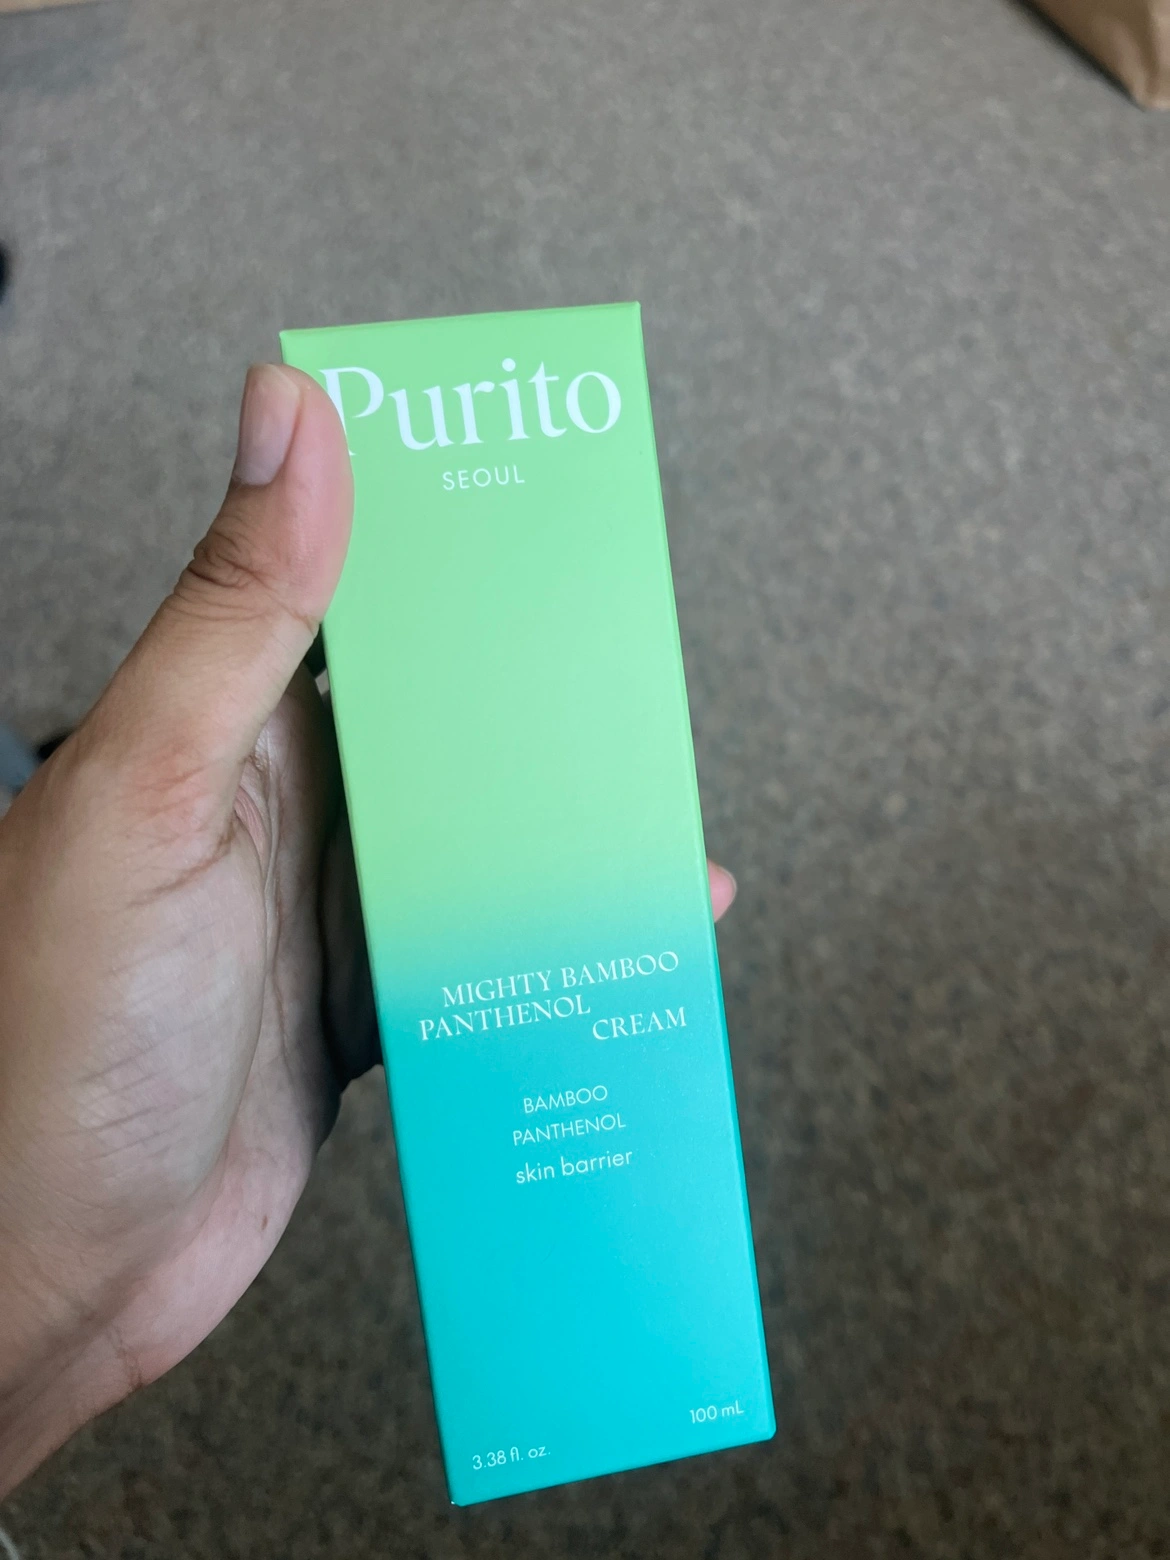 Purito
SEOUL
MIGHTY BAMBOO
PANTHENOL
CREAM
BAMBOO
PANTHENOL
skin barrier
100 mL
3.38 fl. oz.